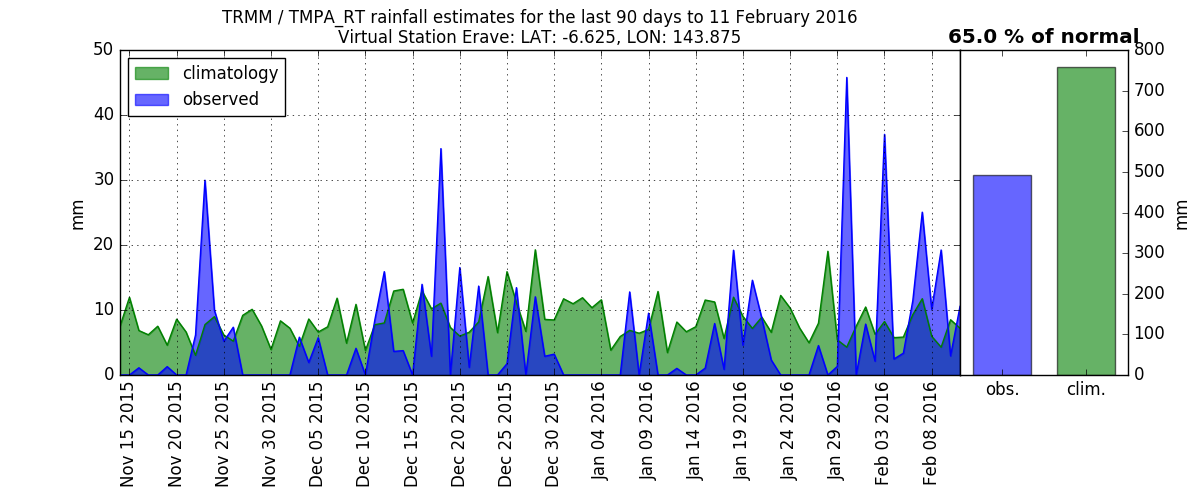 TRMM / TMPA_RT rainfall estimates for the last 90 days to 11 February 2016
Virtual Station Erave: LAT: -6.625, LON: 143.875
65.0 % of normal
climatology
observed
mm
50
40
30
20
10
0
Nov 15 2015
Nov 20 2015
Nov 25 2015
Nov 30 2015
Dec 05 2015
Dec 10 2015
Dec 15 2015
Dec 20 2015
Dec 25 2015
Dec 30 2015
Jan 04 2016
Jan 09 2016
Jan 14 2016
Jan 19 2016
Jan 24 2016
Jan 29 2016
Feb 03 2016
Feb 08 2016
obs.
clim.
800
700
600
500
400
300
200
100
0
mm